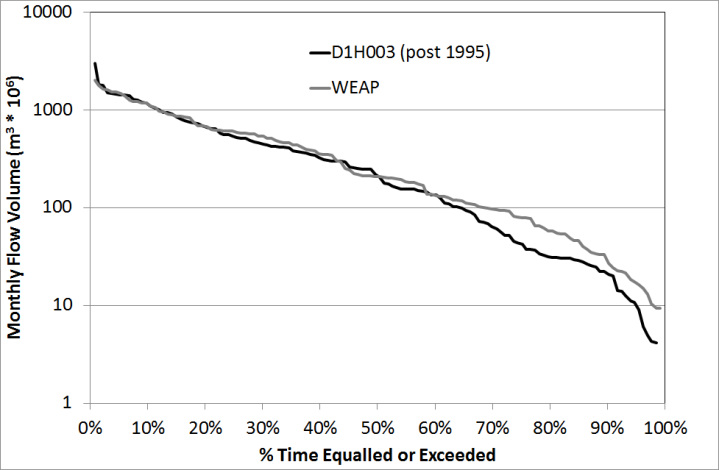 10000
1000
100
10
1
Monthly Flow Volume (m³ * 10⁶)
D1H003 (post 1995)
WEAP
0% 10% 20% 30% 40% 50% 60% 70% 80% 90% 100%
% Time Equalled or Exceeded